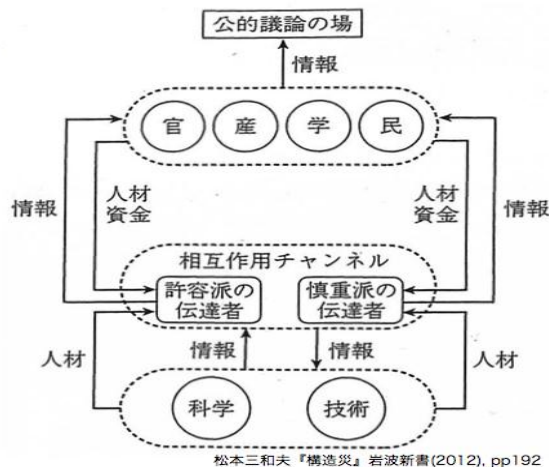 公的議論の場
情報
官 産 学 民
情報
人材
資金
人材
資金
情報
相互作用チャンネル
許容派の
伝達者
慎重派の
伝達者
人材
情報
情報
人材
科学
技術
松本三和夫『構造災』岩波新書(2012), pp192